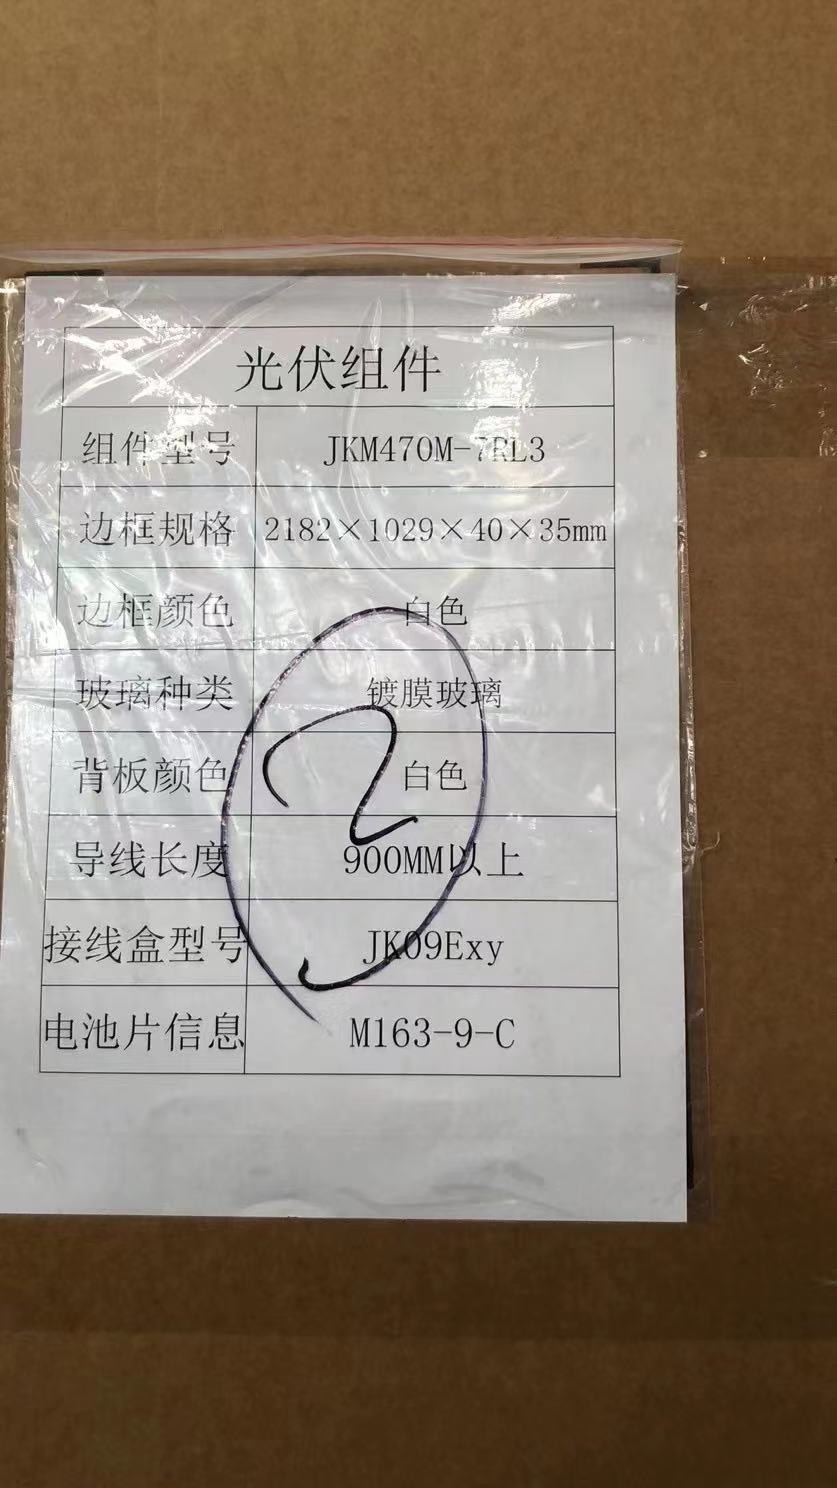 光伏组件
组件型号 JKM470M-7RL3
边框规格 2182×1029×40×35mm
边框颜色 白色
玻璃种类 镀膜玻璃
背板颜色 白色
导线长度 900MM以上
接线盒型号 JK09Exy
电池片信息 M163-9-C
2